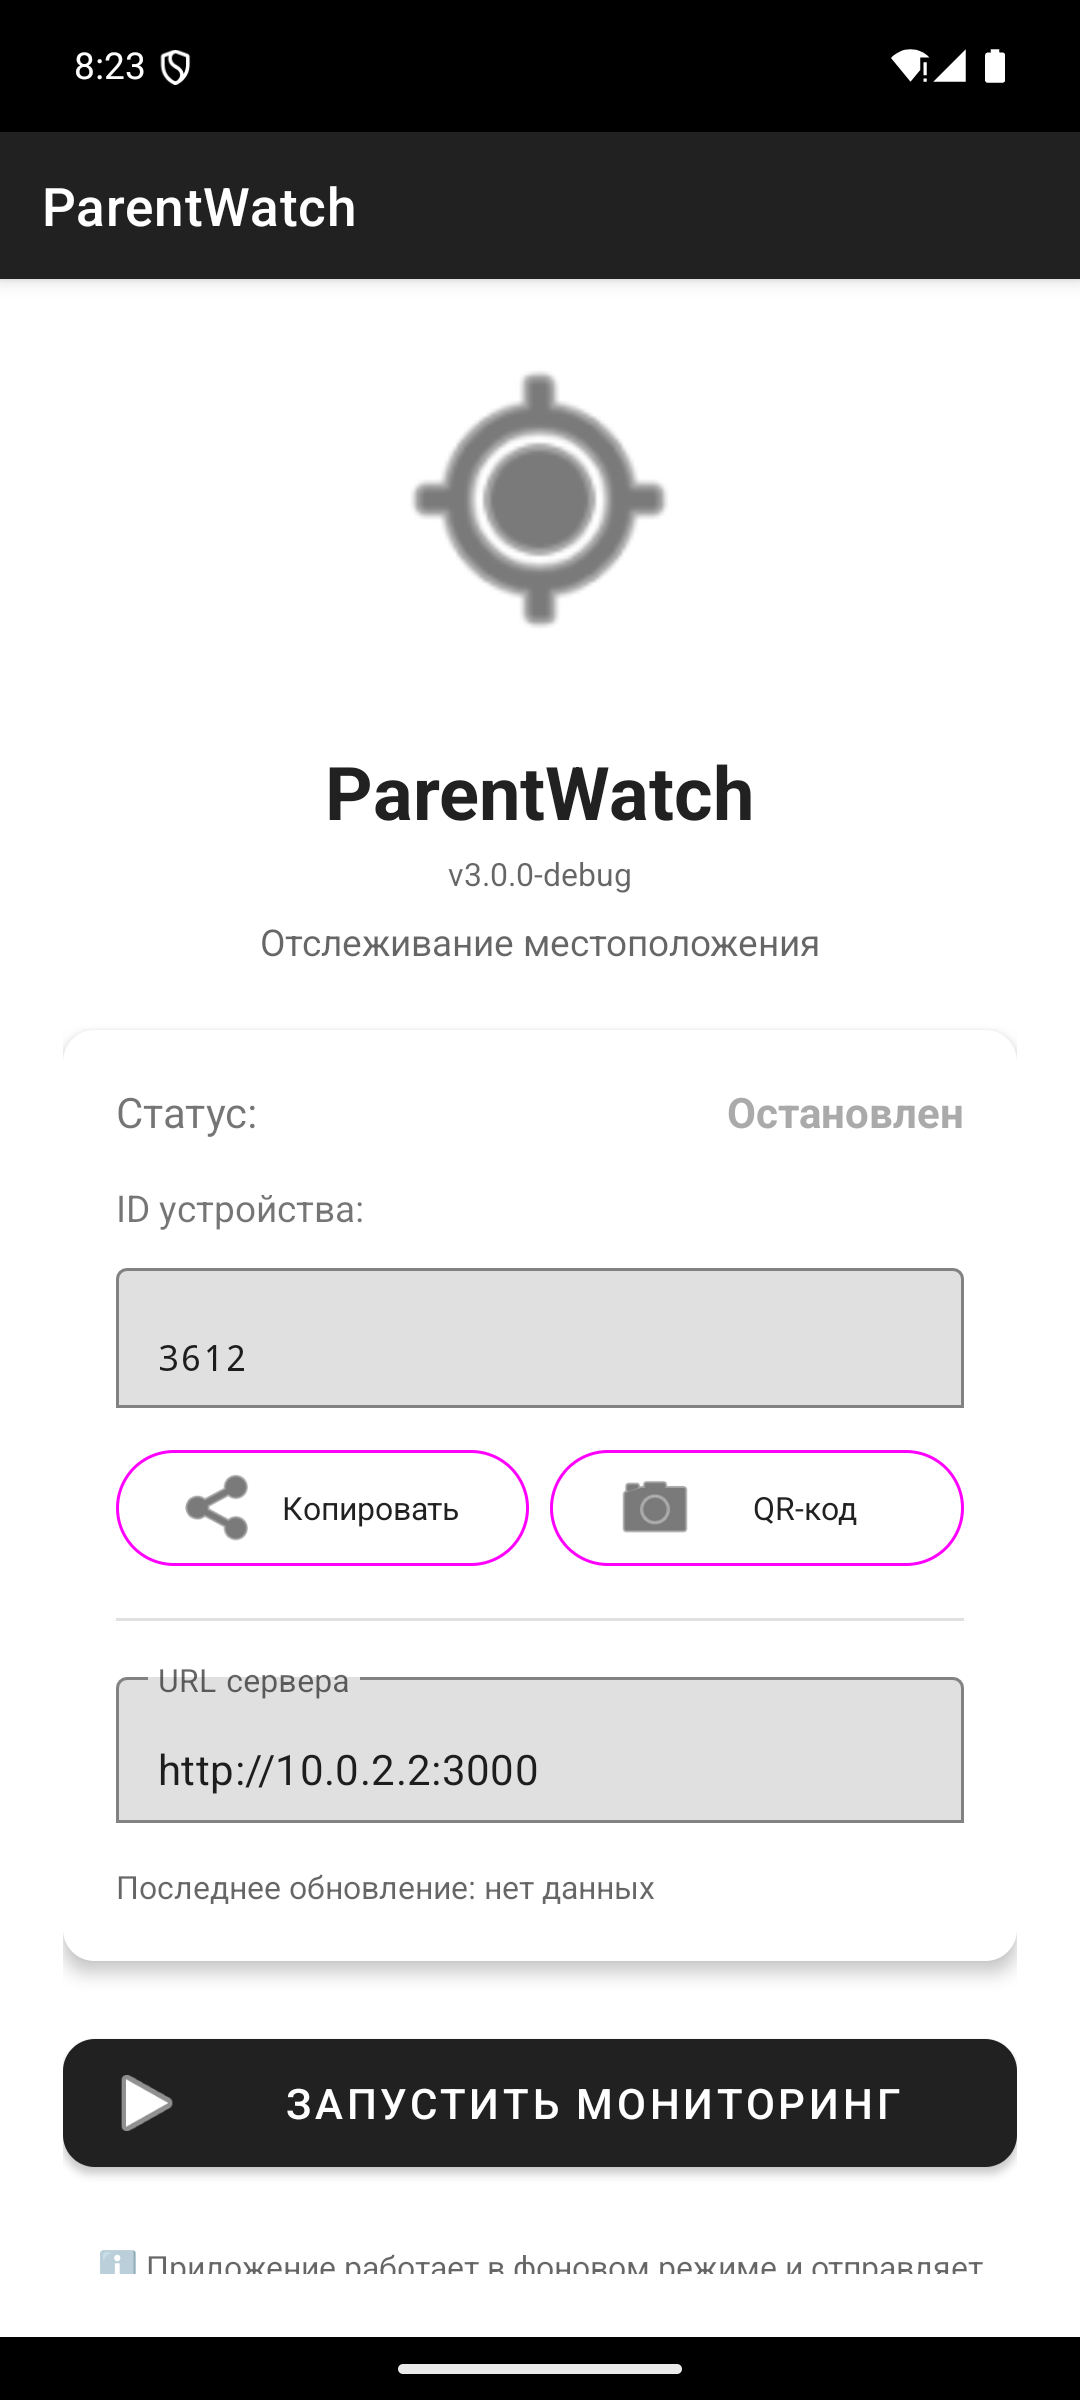 8:23
ParentWatch
ParentWatch
v3.0.0-debug
Отслеживание местоположения
Статус:
Остановлен
ID устройства:
3612
Копировать
QR-код
URL сервера
http://10.0.2.2:3000
Последнее обновление: нет данных
ЗАПУСТИТЬ МОНИТОРИНГ
ℹ️ Приложение работает в фоновом режиме и отправляет